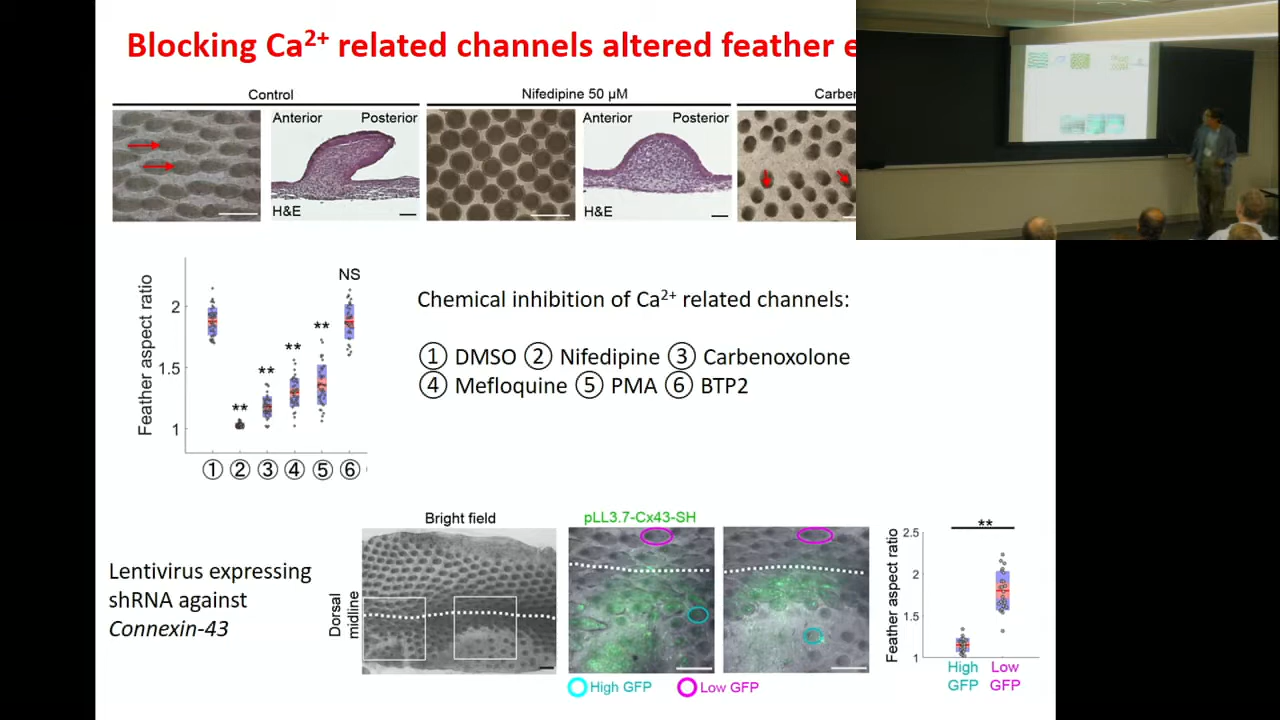 Blocking Ca²⁺ related channels altered feather e
Control
Nifedipine 50 µM
Carben
Anterior Posterior
Anterior Posterior
H&E
H&E
Feather aspect ratio
2
1.5
1
NS
**
**
**
**
① ② ③ ④ ⑤ ⑥
Chemical inhibition of Ca²⁺ related channels:
① DMSO ② Nifedipine ③ Carbenoxolone
④ Mefloquine ⑤ PMA ⑥ BTP2
Lentivirus expressing
shRNA against
Connexin-43
Bright field
Dorsal
midline
pLL3.7-Cx43-SH
High GFP Low GFP
Feather aspect ratio
2.5
2
1.5
1
**
High Low
GFP GFP